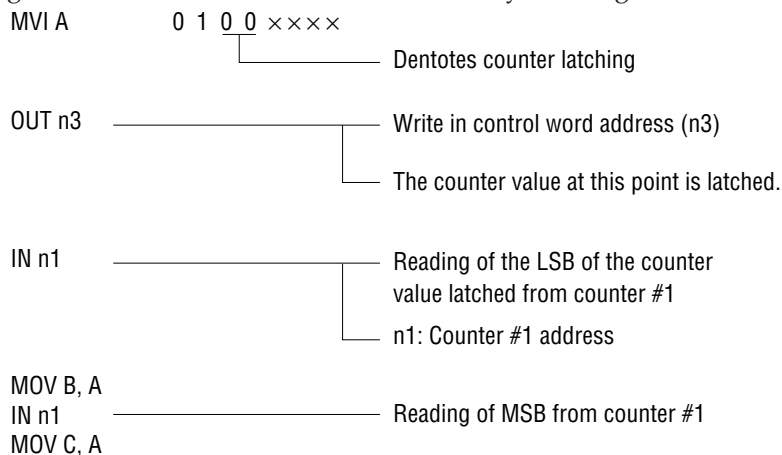 MVI A 0 1 0 0 ××××
Dentotes counter latching
OUT n3 Write in control word address (n3)
The counter value at this point is latched.
IN n1 Reading of the LSB of the counter
value latched from counter #1
n1: Counter #1 address
MOV B, A
IN n1 Reading of MSB from counter #1
MOV C, A